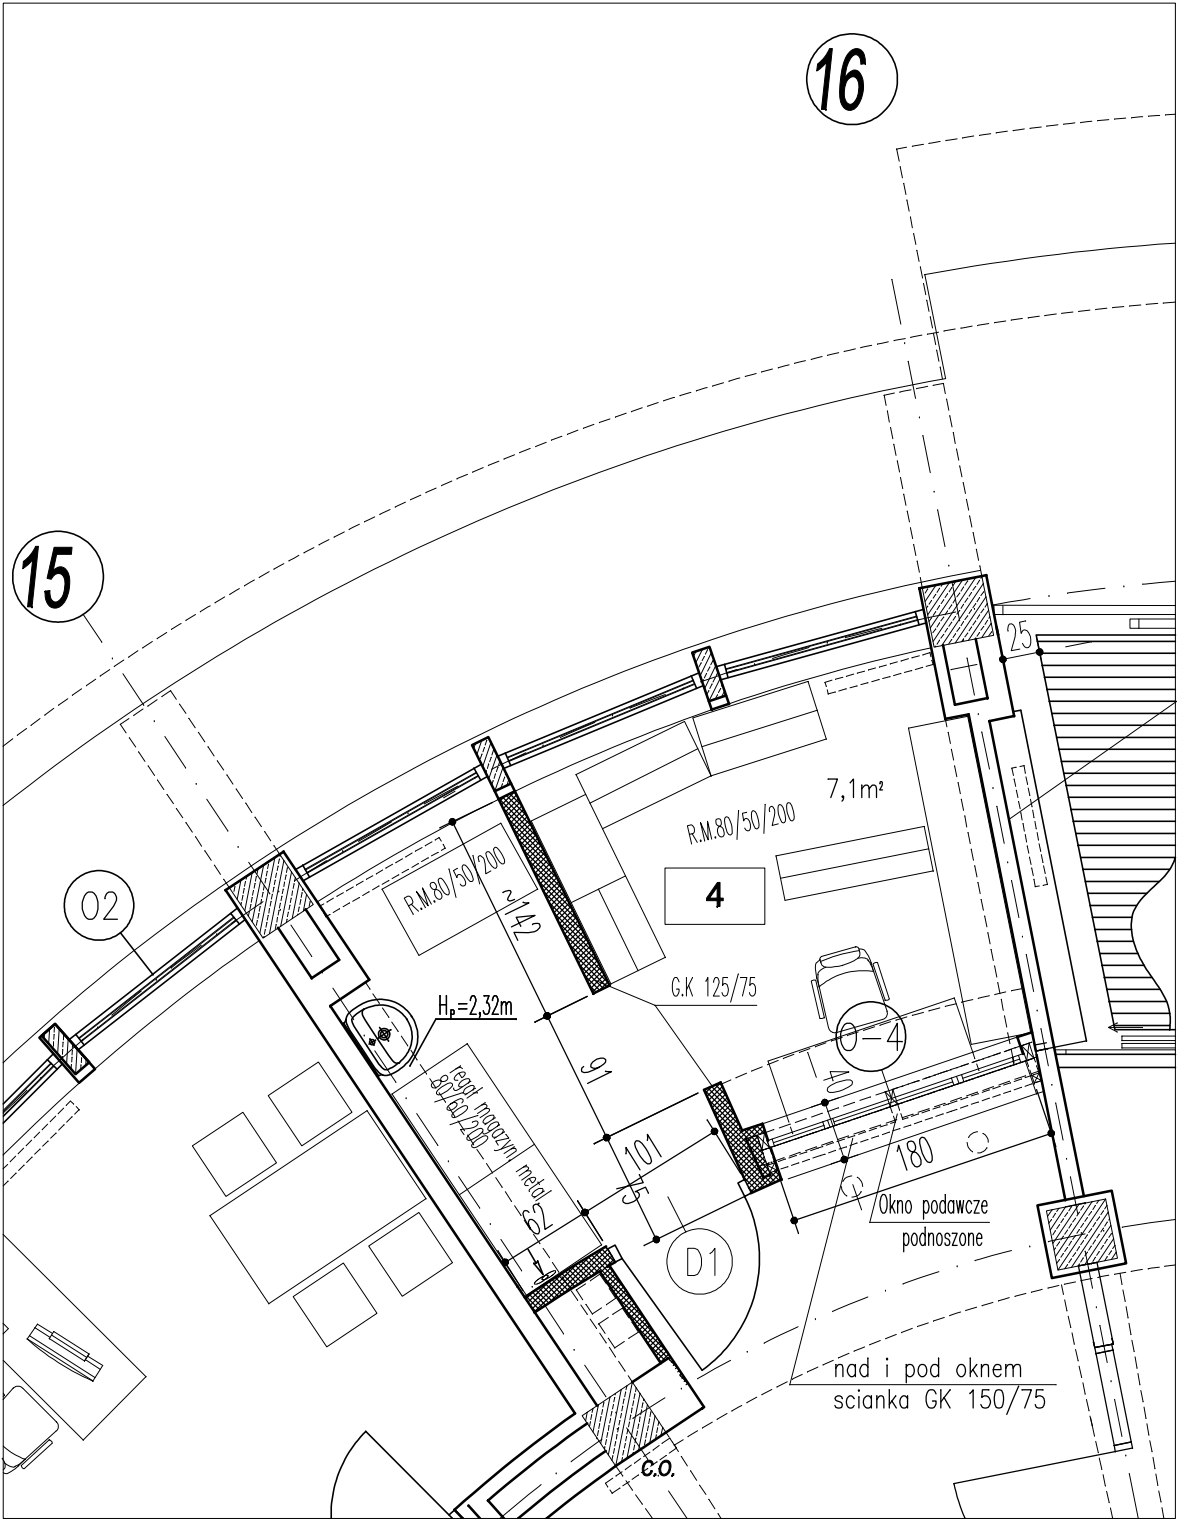 16
15
25
7,1m²
R.M.80/50/200
O2
R.M.80/50/200
4
~142
G.K 125/75
Hₚ=2,32m
O-4
91
40
regał magazyn metal
80/60/200
101
180
75
Okno podawcze
podnoszone
62
D1
nad i pod oknem
scianka GK 150/75
C.O.